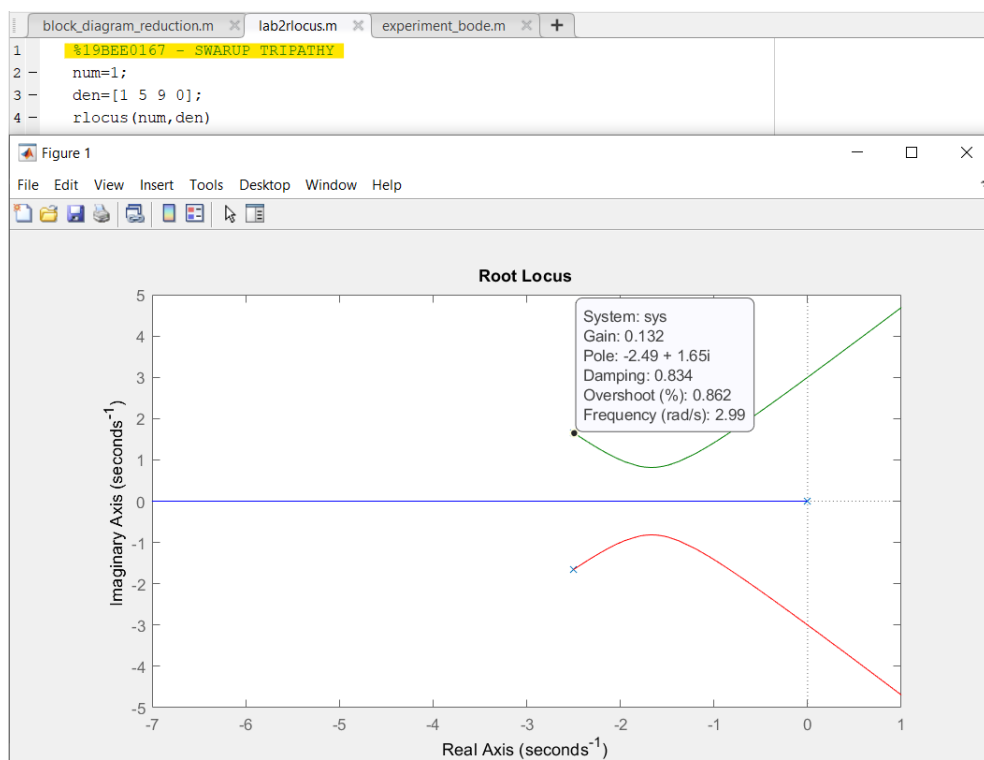 block_diagram_reduction.m × lab2rlocus.m × experiment_bode.m × +
1 %19BEE0167 - SWARUP TRIPATHY
2 – num=1;
3 – den=[1 5 9 0];
4 – rlocus(num,den)
Figure 1
File Edit View Insert Tools Desktop Window Help
Root Locus
System: sys
Gain: 0.132
Pole: -2.49 + 1.65i
Damping: 0.834
Overshoot (%): 0.862
Frequency (rad/s): 2.99
Imaginary Axis (seconds⁻¹)
5
4
3
2
1
0
-1
-2
-3
-4
-5
-7 -6 -5 -4 -3 -2 -1 0 1
Real Axis (seconds⁻¹)